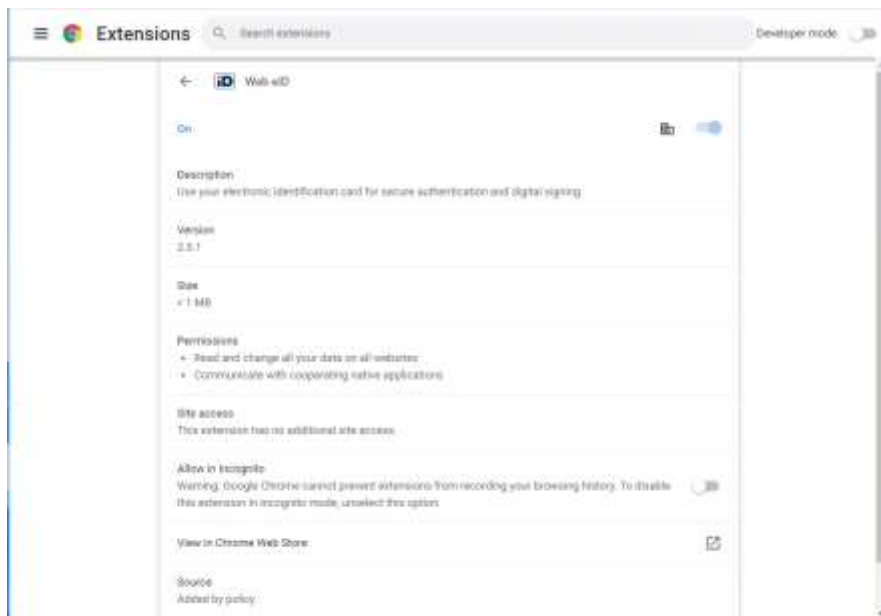 Extensions
Search extensions
Developer mode
iD
Web eID
On
Description
Use your electronic identification card for secure authentication and digital signing.
Version
Size
< 1 MB
Permissions
• Read and change all your data on all websites
• Communicate with cooperating native applications
Site access
This extension has no additional site access
Allow in Incognito
Warning: Google Chrome cannot prevent extensions from recording your browsing history. To disable
this extension in incognito mode, unselect this option.
View in Chrome Web Store
Source
Added by policy